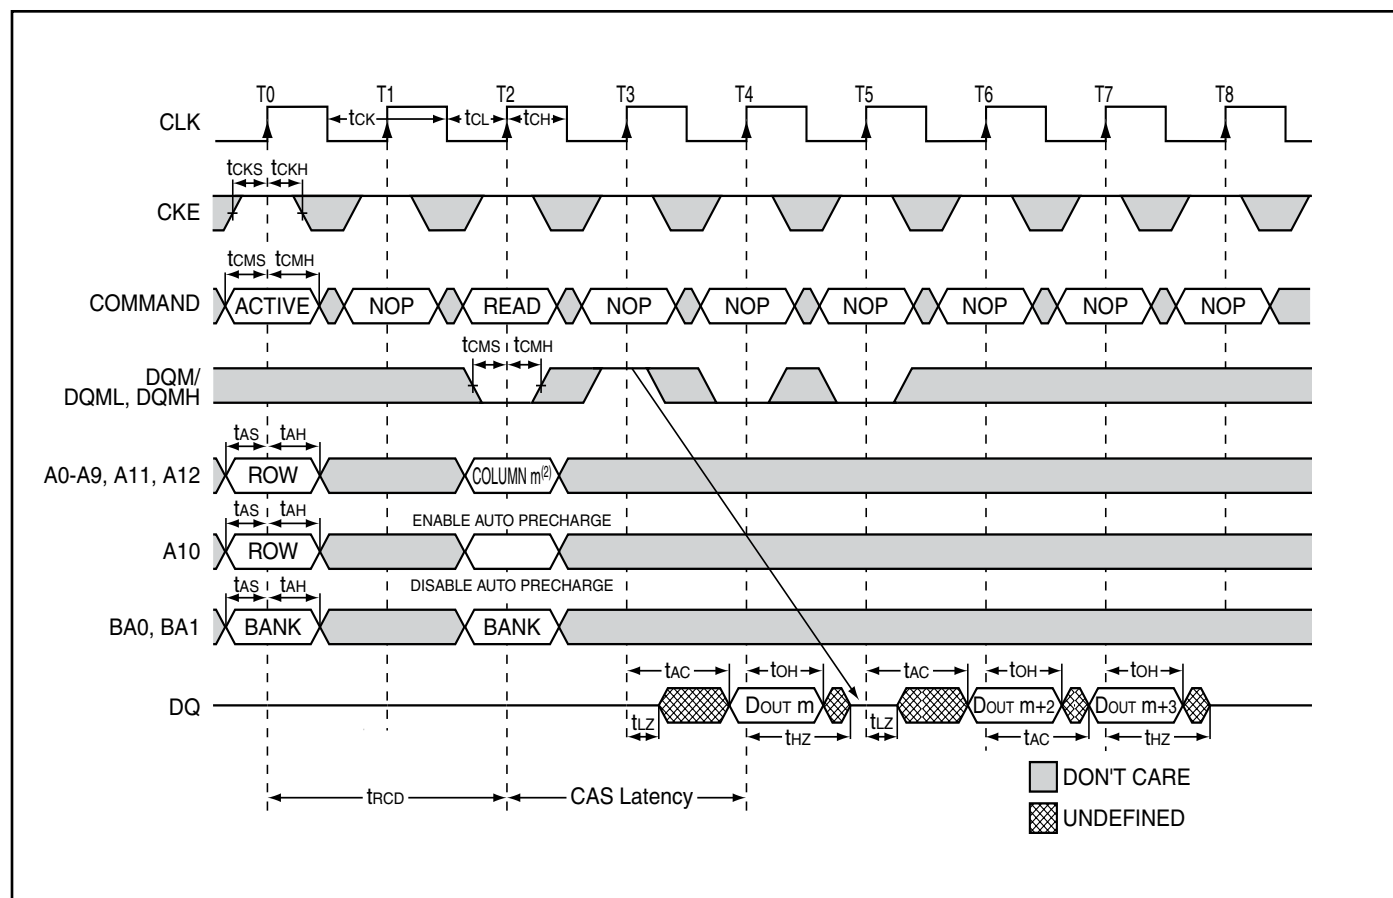 T0 T1 T2 T3 T4 T5 T6 T7 T8
CLK tCK tCL tCH
tCKS tCKH
CKE
tCMS tCMH
COMMAND ACTIVE NOP READ NOP NOP NOP NOP NOP NOP
tCMS tCMH
DQM/
DQML, DQMH
tAS tAH
A0-A9, A11, A12 ROW COLUMN m(2)
tAS tAH ENABLE AUTO PRECHARGE
A10 ROW
tAS tAH DISABLE AUTO PRECHARGE
BA0, BA1 BANK BANK
tAC tOH tAC tOH tOH
DQ DOUT m DOUT m+2 DOUT m+3
tLZ tHZ tLZ tAC tHZ
tRCD CAS Latency
DON'T CARE
UNDEFINED